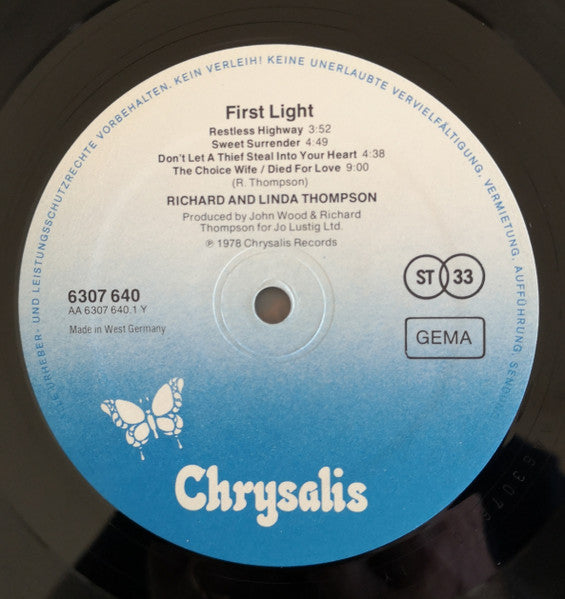 ALLE URHEBER- UND LEISTUNGSSCHUTZRECHTE VORBEHALTEN. KEIN VERLEIH! KEINE UNERLAUBTE VERVIELFÄLTIGUNG, VERMIETUNG, AUFFÜHRUNG, SENDUNG
First Light
Restless Highway 3:52
Sweet Surrender 4:49
Don't Let A Thief Steal Into Your Heart 4:38
The Choice Wife / Died For Love 9:00
(R. Thompson)
RICHARD AND LINDA THOMPSON
Produced by John Wood & Richard
Thompson for Jo Lustig Ltd.
℗ 1978 Chrysalis Records
6307 640
AA 6307 640.1 Y
Made in West Germany
ST 33
GEMA
Chrysalis